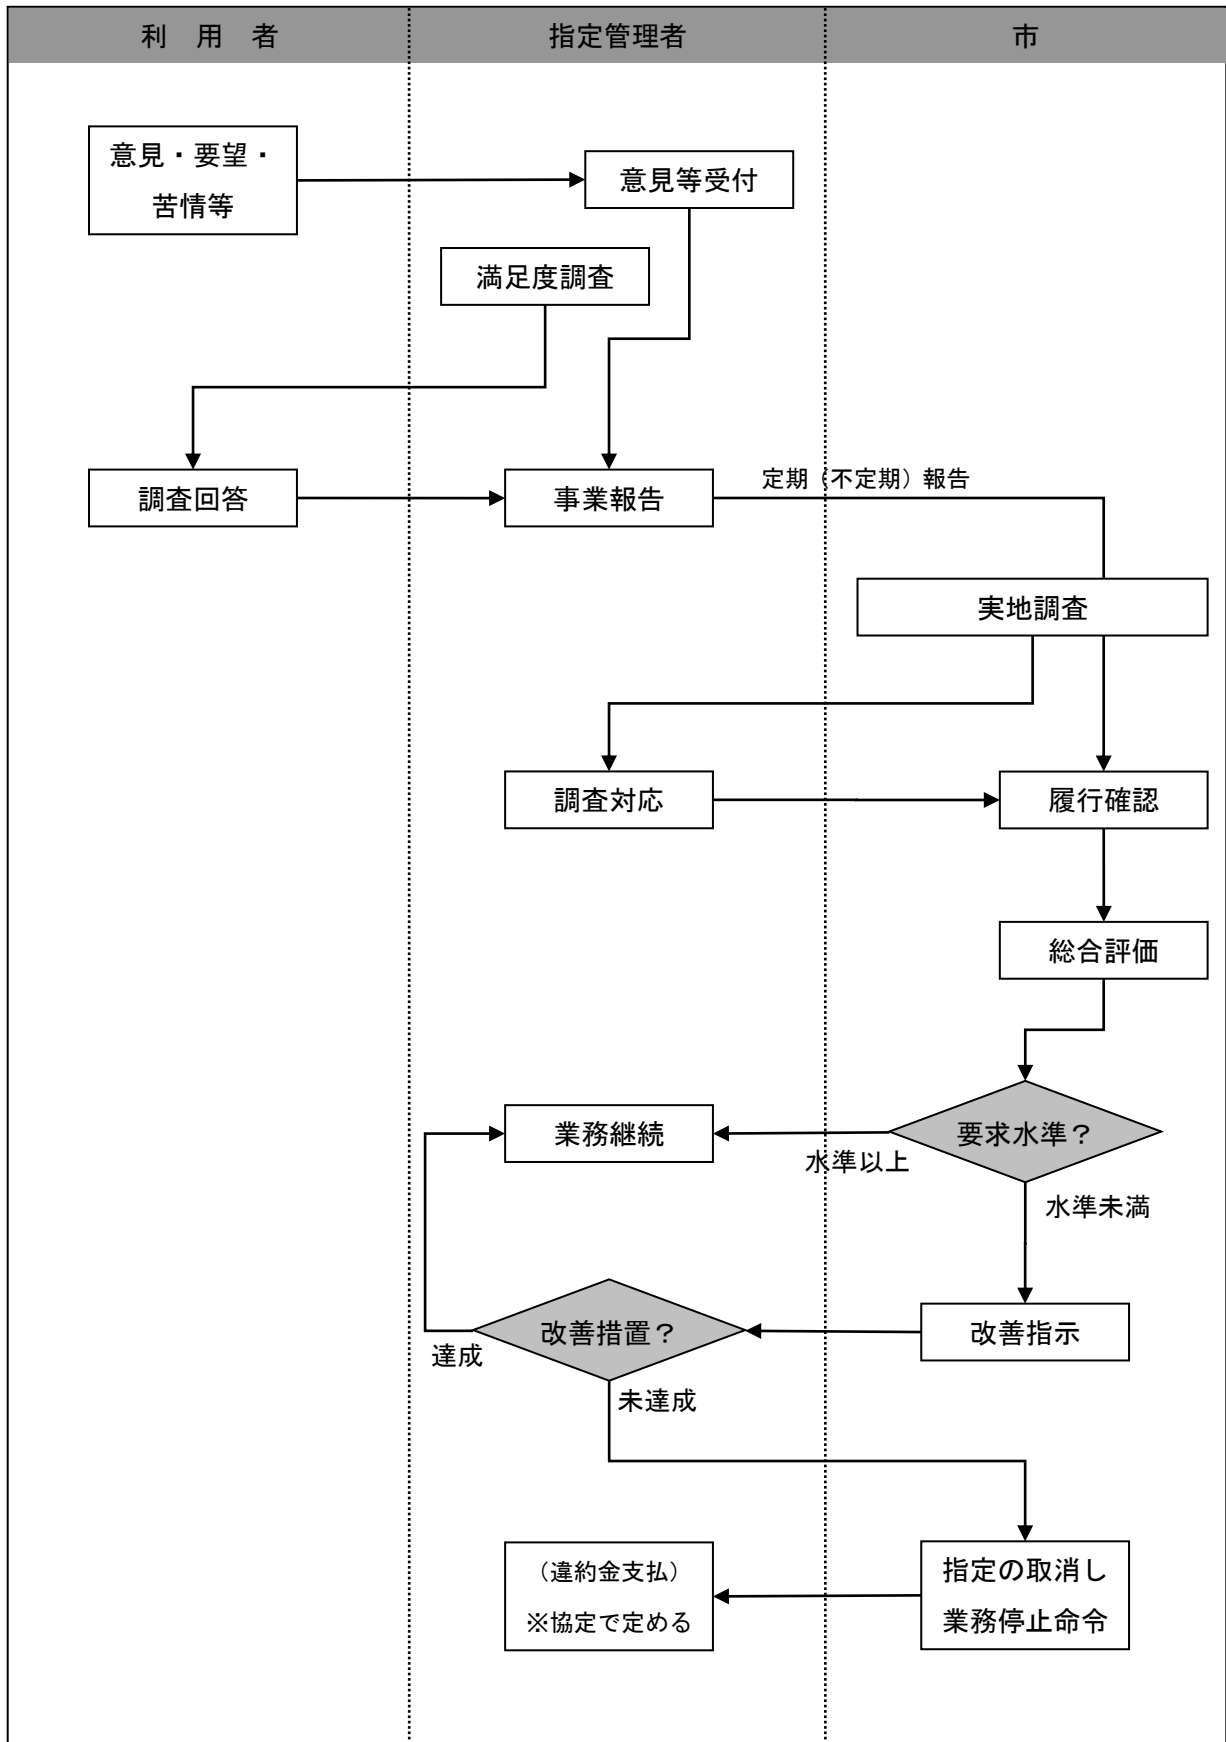 利　用　者
指定管理者
市
意見・要望・
苦情等
意見等受付
満足度調査
調査回答
事業報告
定期（不定期）報告
実地調査
調査対応
履行確認
総合評価
業務継続
要求水準？
水準以上
水準未満
改善措置？
改善指示
達成
未達成
（違約金支払）
※協定で定める
指定の取消し
業務停止命令